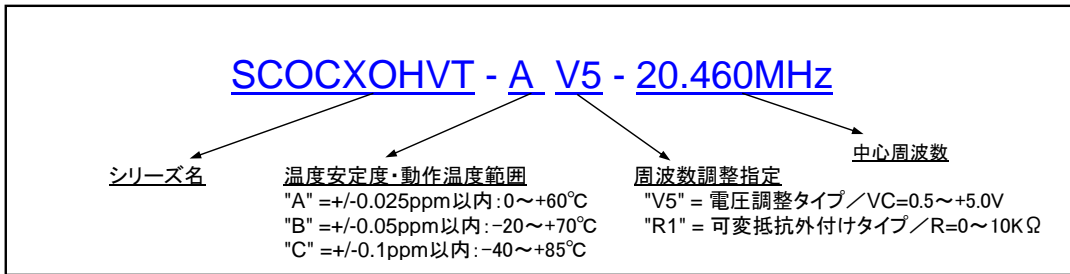 SCOCXOHVT - A V5 - 20.460MHz
中心周波数
シリーズ名
温度安定度・動作温度範囲
"A" =+/-0.025ppm以内：0～+60℃
"B" =+/-0.05ppm以内：-20～+70℃
"C" =+/-0.1ppm以内：-40～+85℃
周波数調整指定
"V5" = 電圧調整タイプ／VC=0.5～+5.0V
"R1" = 可変抵抗外付けタイプ／R=0～10KΩ